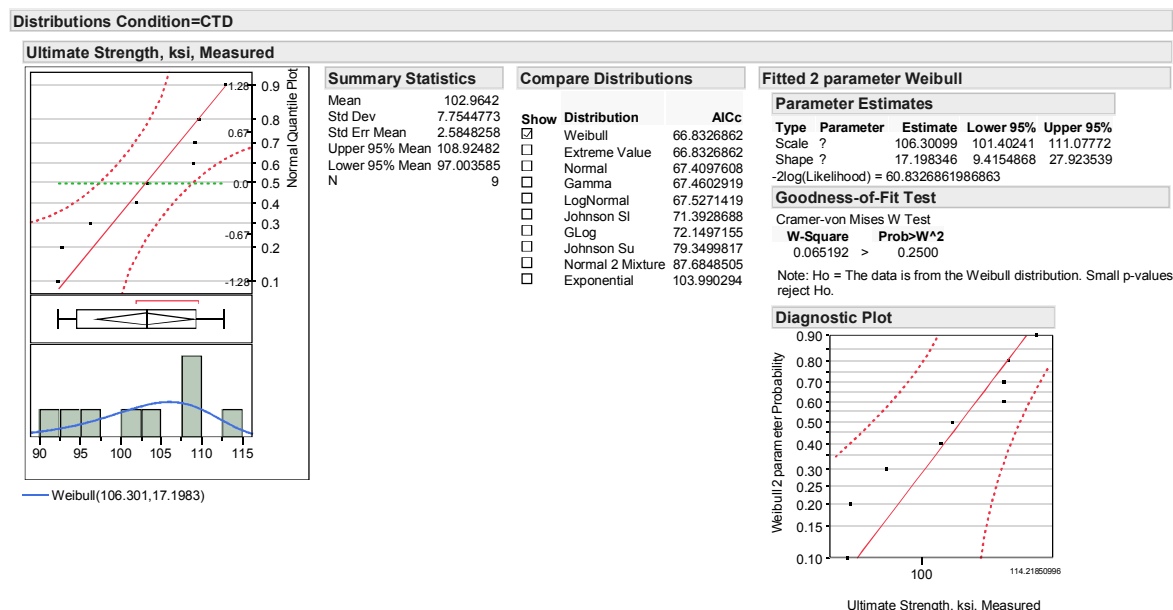 Distributions Condition=CTD
Ultimate Strength, ksi, Measured
1.28 0.9
0.8
0.67
0.7
0.6
0.0 0.5
0.4
0.3
-0.67
0.2
-1.28 0.1
Normal Quantile Plot
90 95 100 105 110 115
Weibull(106.301,17.1983)
Summary Statistics
Mean 102.9642
Std Dev 7.7544773
Std Err Mean 2.5848258
Upper 95% Mean 108.92482
Lower 95% Mean 97.003585
N 9
Compare Distributions
Show Distribution AICc
Weibull 66.8326862
Extreme Value 66.8326862
Normal 67.4097608
Gamma 67.4602919
LogNormal 67.5271419
Johnson Sl 71.3928688
GLog 72.1497155
Johnson Su 79.3499817
Normal 2 Mixture 87.6848505
Exponential 103.990294
Fitted 2 parameter Weibull
Parameter Estimates
Type Parameter Estimate Lower 95% Upper 95%
Scale ? 106.30099 101.40241 111.07772
Shape ? 17.198346 9.4154868 27.923539
-2log(Likelihood) = 60.8326861986863
Goodness-of-Fit Test
Cramer-von Mises W Test
W-Square Prob>W^2
0.065192 > 0.2500
Note: Ho = The data is from the Weibull distribution. Small p-values
reject Ho.
Diagnostic Plot
Weibull 2 parameter Probability
0.90
0.80
0.70
0.60
0.50
0.40
0.30
0.25
0.20
0.15
0.10
100 114.21850996
Ultimate Strength, ksi, Measured